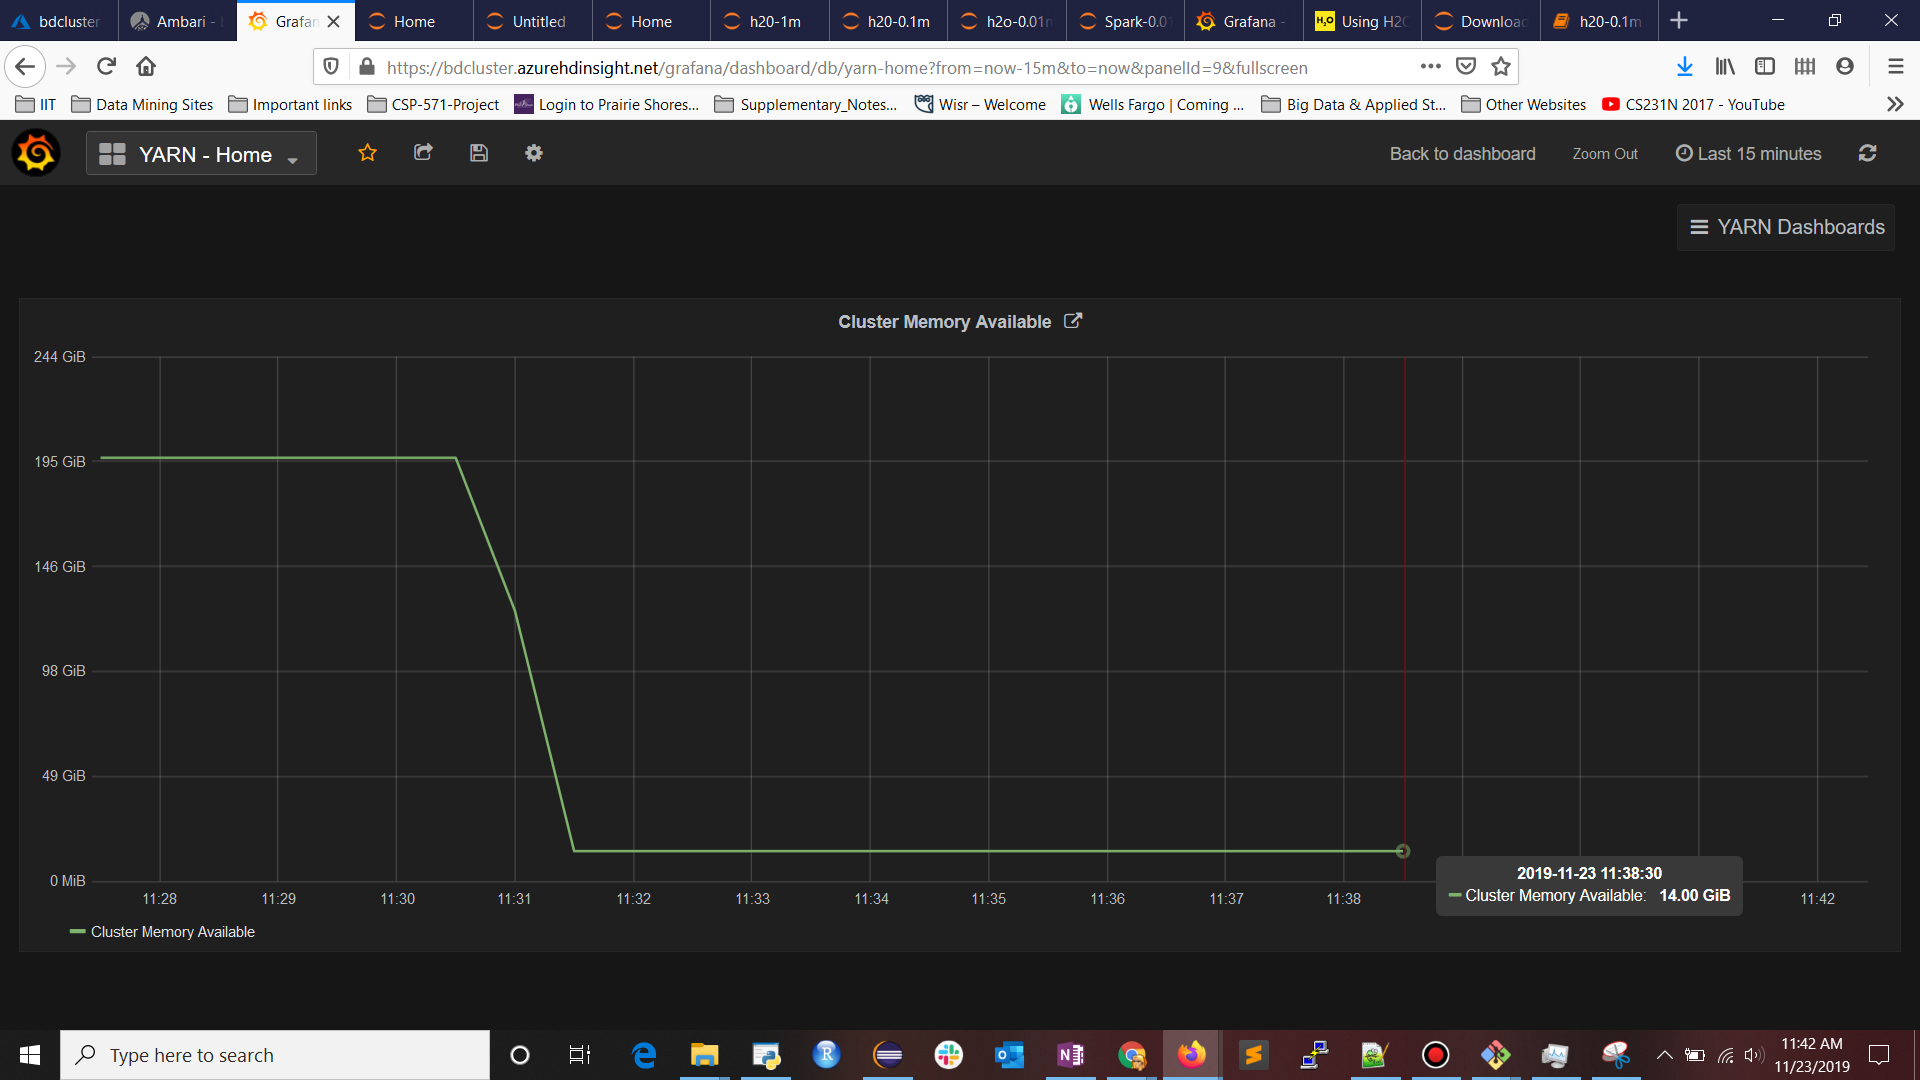 bdcluster
Ambari -
Grafan
Home
Untitled
Home
h20-1m
h20-0.1m
h2o-0.01m
Spark-0.01
Grafana -
H2O Using H2O
Download
h20-0.1m
https://bdcluster.azurehdinsight.net/grafana/dashboard/db/yarn-home?from=now-15m&to=now&panelId=9&fullscreen
IIT
Data Mining Sites
Important links
CSP-571-Project
Login to Prairie Shores...
Supplementary_Notes...
Wisr – Welcome
Wells Fargo | Coming ...
Big Data & Applied St...
Other Websites
CS231N 2017 - YouTube
YARN - Home
Back to dashboard
Zoom Out
Last 15 minutes
YARN Dashboards
Cluster Memory Available
244 GiB
195 GiB
146 GiB
98 GiB
49 GiB
0 MiB
11:28
11:29
11:30
11:31
11:32
11:33
11:34
11:35
11:36
11:37
11:38
11:42
2019-11-23 11:38:30
Cluster Memory Available: 14.00 GiB
Cluster Memory Available
Type here to search
11:42 AM
11/23/2019